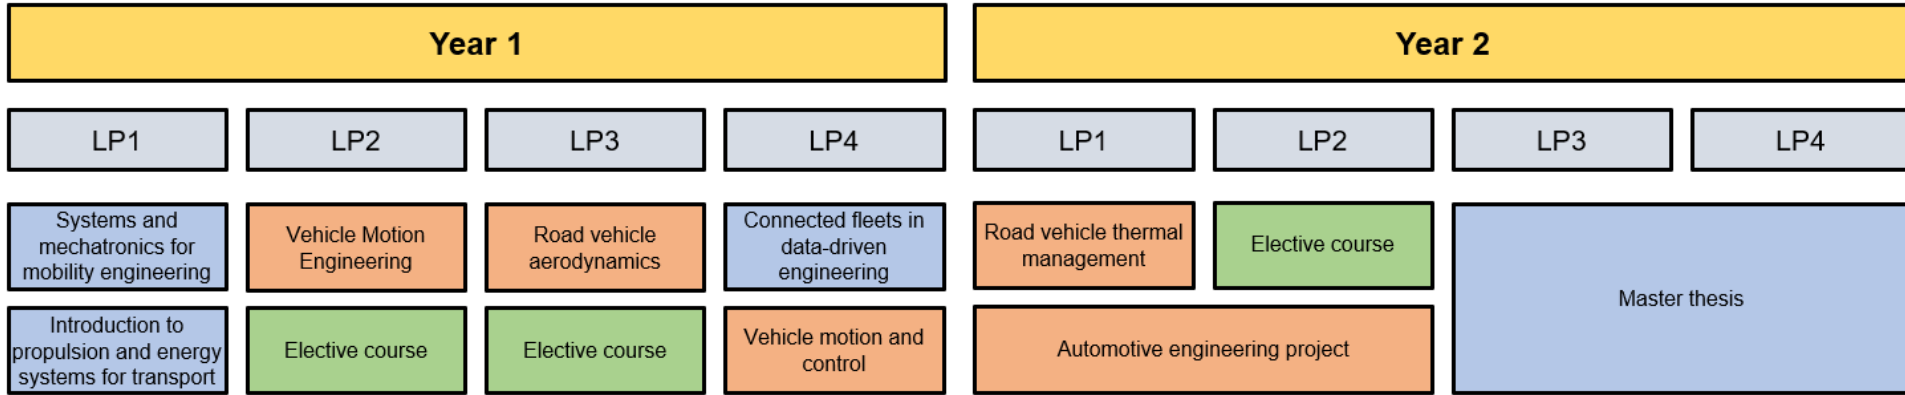 Year 1
Year 2
LP1
LP2
LP3
LP4
LP1
LP2
LP3
LP4
Systems and
mechatronics for
mobility engineering
Vehicle Motion
Engineering
Road vehicle
aerodynamics
Connected fleets in
data-driven
engineering
Road vehicle thermal
management
Elective course
Master thesis
Introduction to
propulsion and energy
systems for transport
Elective course
Elective course
Vehicle motion and
control
Automotive engineering project